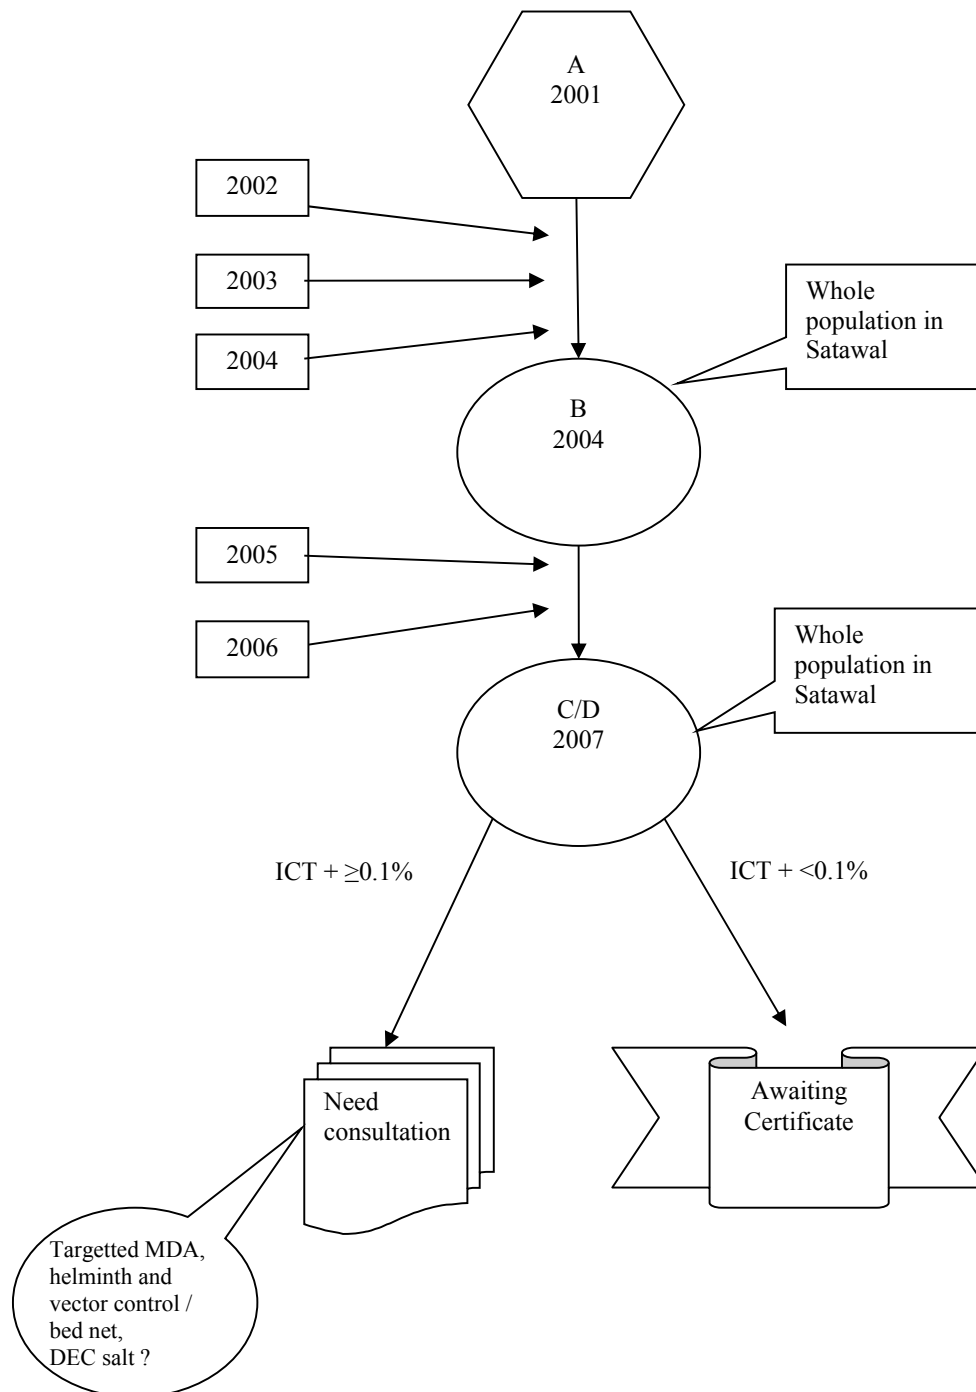 A
2001
2002
2003
2004
Whole
population in
Satawal
B
2004
2005
2006
Whole
population in
Satawal
C/D
2007
ICT + ≥0.1%
ICT + <0.1%
Need
consultation
Awaiting
Certificate
Targetted MDA,
helminth and
vector control /
bed net,
DEC salt ?